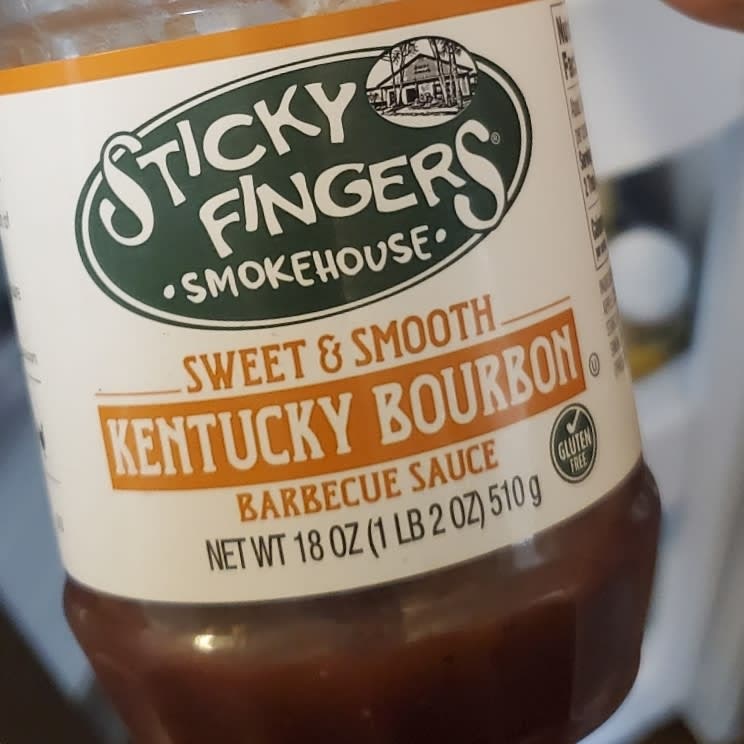 STICKY
FINGERS®
•SMOKEHOUSE•
SWEET & SMOOTH
KENTUCKY BOURBON
BARBECUE SAUCE
NET WT 18 OZ (1 LB 2 OZ) 510 g
U
GLUTEN
FREE